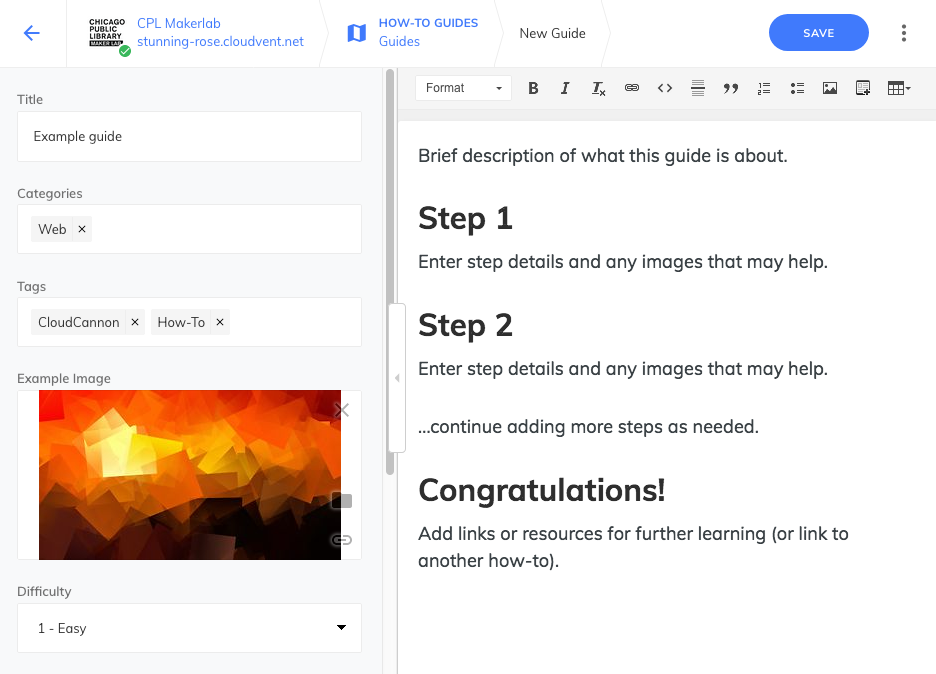 CHICAGO
PUBLIC
LIBRARY
MAKER LAB
CPL Makerlab
stunning-rose.cloudvent.net
HOW-TO GUIDES
Guides
New Guide
SAVE
Title
Example guide
Categories
Web ×
Tags
CloudCannon × How-To ×
Example Image
Difficulty
1 - Easy
Format B I Tx
Brief description of what this guide is about.
Step 1
Enter step details and any images that may help.
Step 2
Enter step details and any images that may help.
...continue adding more steps as needed.
Congratulations!
Add links or resources for further learning (or link to
another how-to).